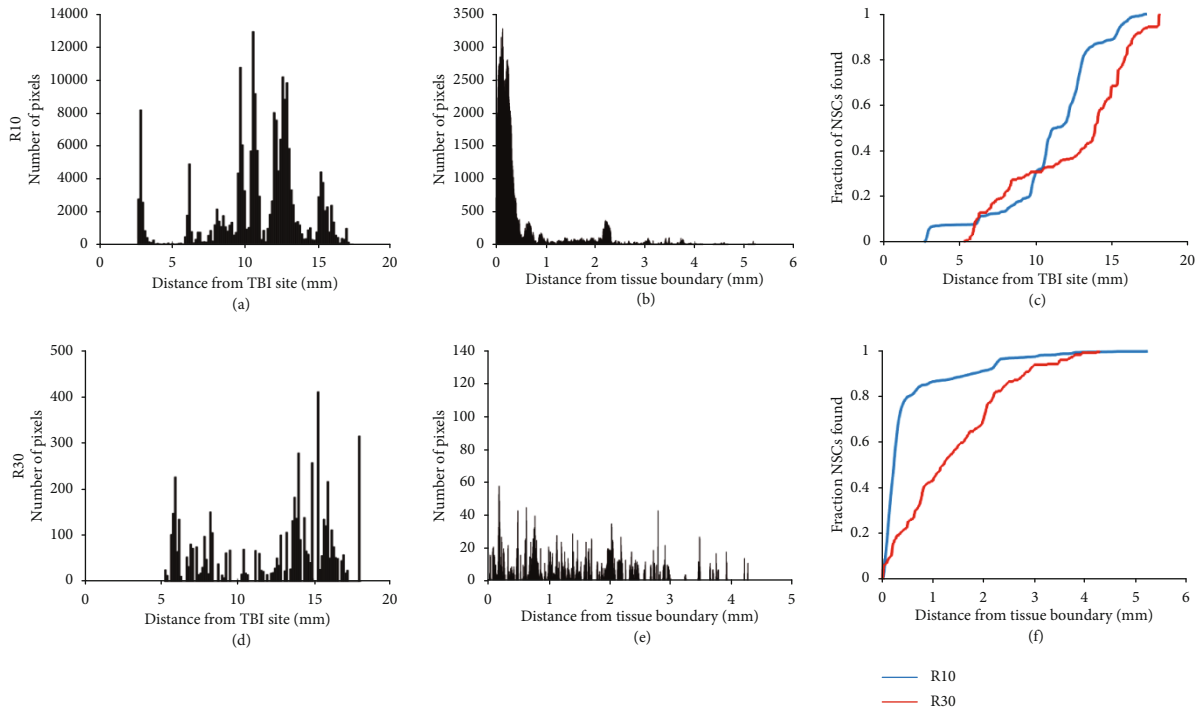 R10
Number of pixels
14000
12000
10000
8000
6000
4000
2000
0
0 5 10 15 20
Distance from TBI site (mm)
(a)
Number of pixels
3500
3000
2500
2000
1500
1000
500
0
0 1 2 3 4 5 6
Distance from tissue boundary (mm)
(b)
Fraction of NSCs found
1
0.8
0.6
0.4
0.2
0
0 5 10 15 20
Distance from TBI site (mm)
(c)
R30
Number of pixels
500
400
300
200
100
0
0 5 10 15 20
Distance from TBI site (mm)
(d)
Number of pixels
140
120
100
80
60
40
20
0
0 1 2 3 4 5
Distance from tissue boundary (mm)
(e)
Fraction NSCs found
1
0.8
0.6
0.4
0.2
0
0 1 2 3 4 5 6
Distance from tissue boundary (mm)
(f)
R10
R30